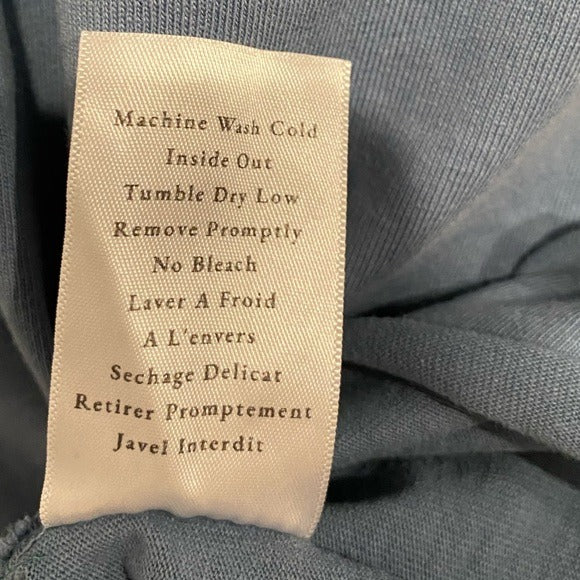 Machine Wash Cold
Inside Out
Tumble Dry Low
Remove Promptly
No Bleach
Laver A Froid
A L'envers
Sechage Delicat
Retirer Promptement
Javel Interdit